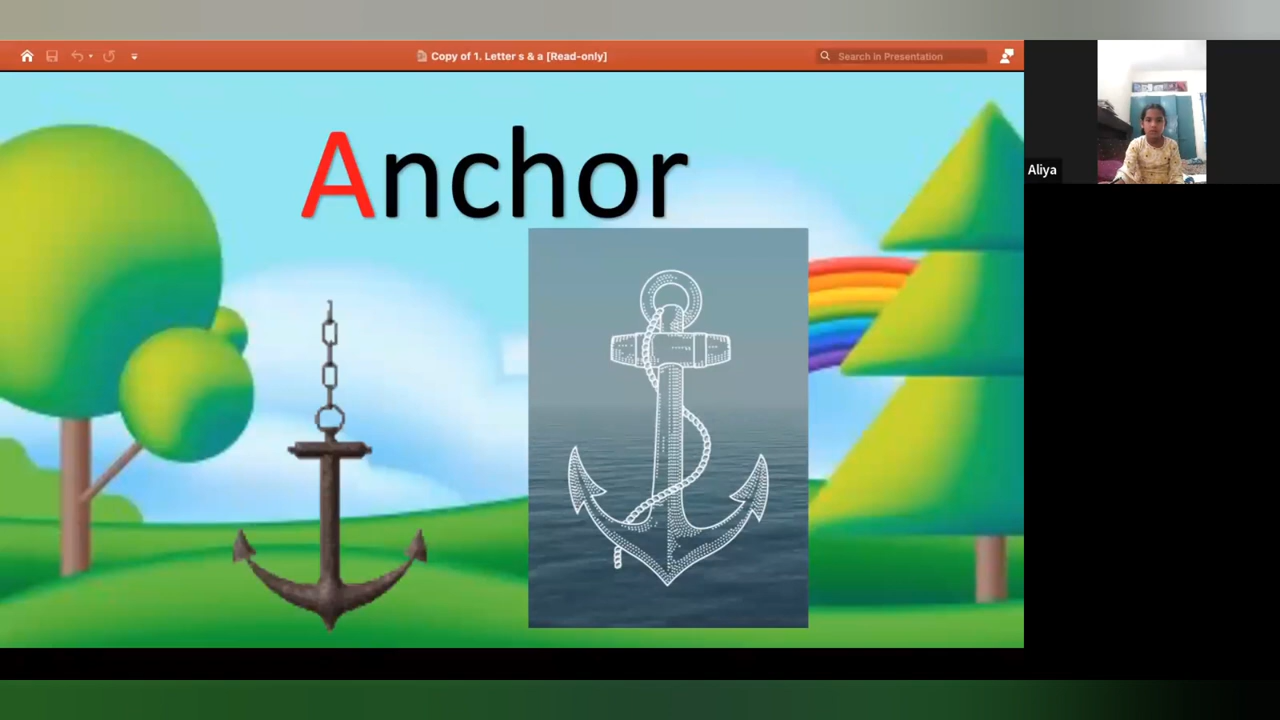 Copy of 1. Letter s & a [Read-only]
Search in Presentation
Anchor
Aliya